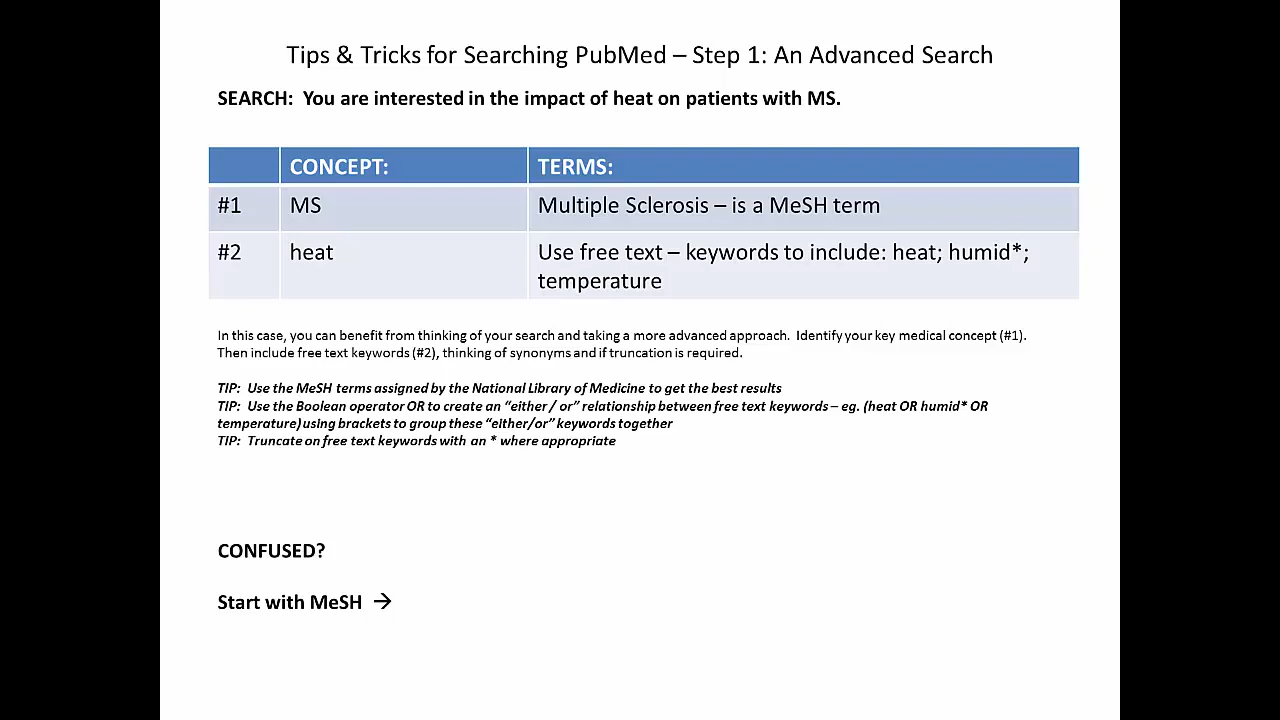 Tips & Tricks for Searching PubMed – Step 1: An Advanced Search
SEARCH:  You are interested in the impact of heat on patients with MS.
CONCEPT: TERMS:
#1 MS Multiple Sclerosis – is a MeSH term
#2 heat Use free text – keywords to include: heat; humid*;
temperature
In this case, you can benefit from thinking of your search and taking a more advanced approach.  Identify your key medical concept (#1).
Then include free text keywords (#2), thinking of synonyms and if truncation is required.
TIP:  Use the MeSH terms assigned by the National Library of Medicine to get the best results
TIP:  Use the Boolean operator OR to create an “either / or” relationship between free text keywords – eg. (heat OR humid* OR
temperature) using brackets to group these “either/or” keywords together
TIP:  Truncate on free text keywords with an * where appropriate
CONFUSED?
Start with MeSH →